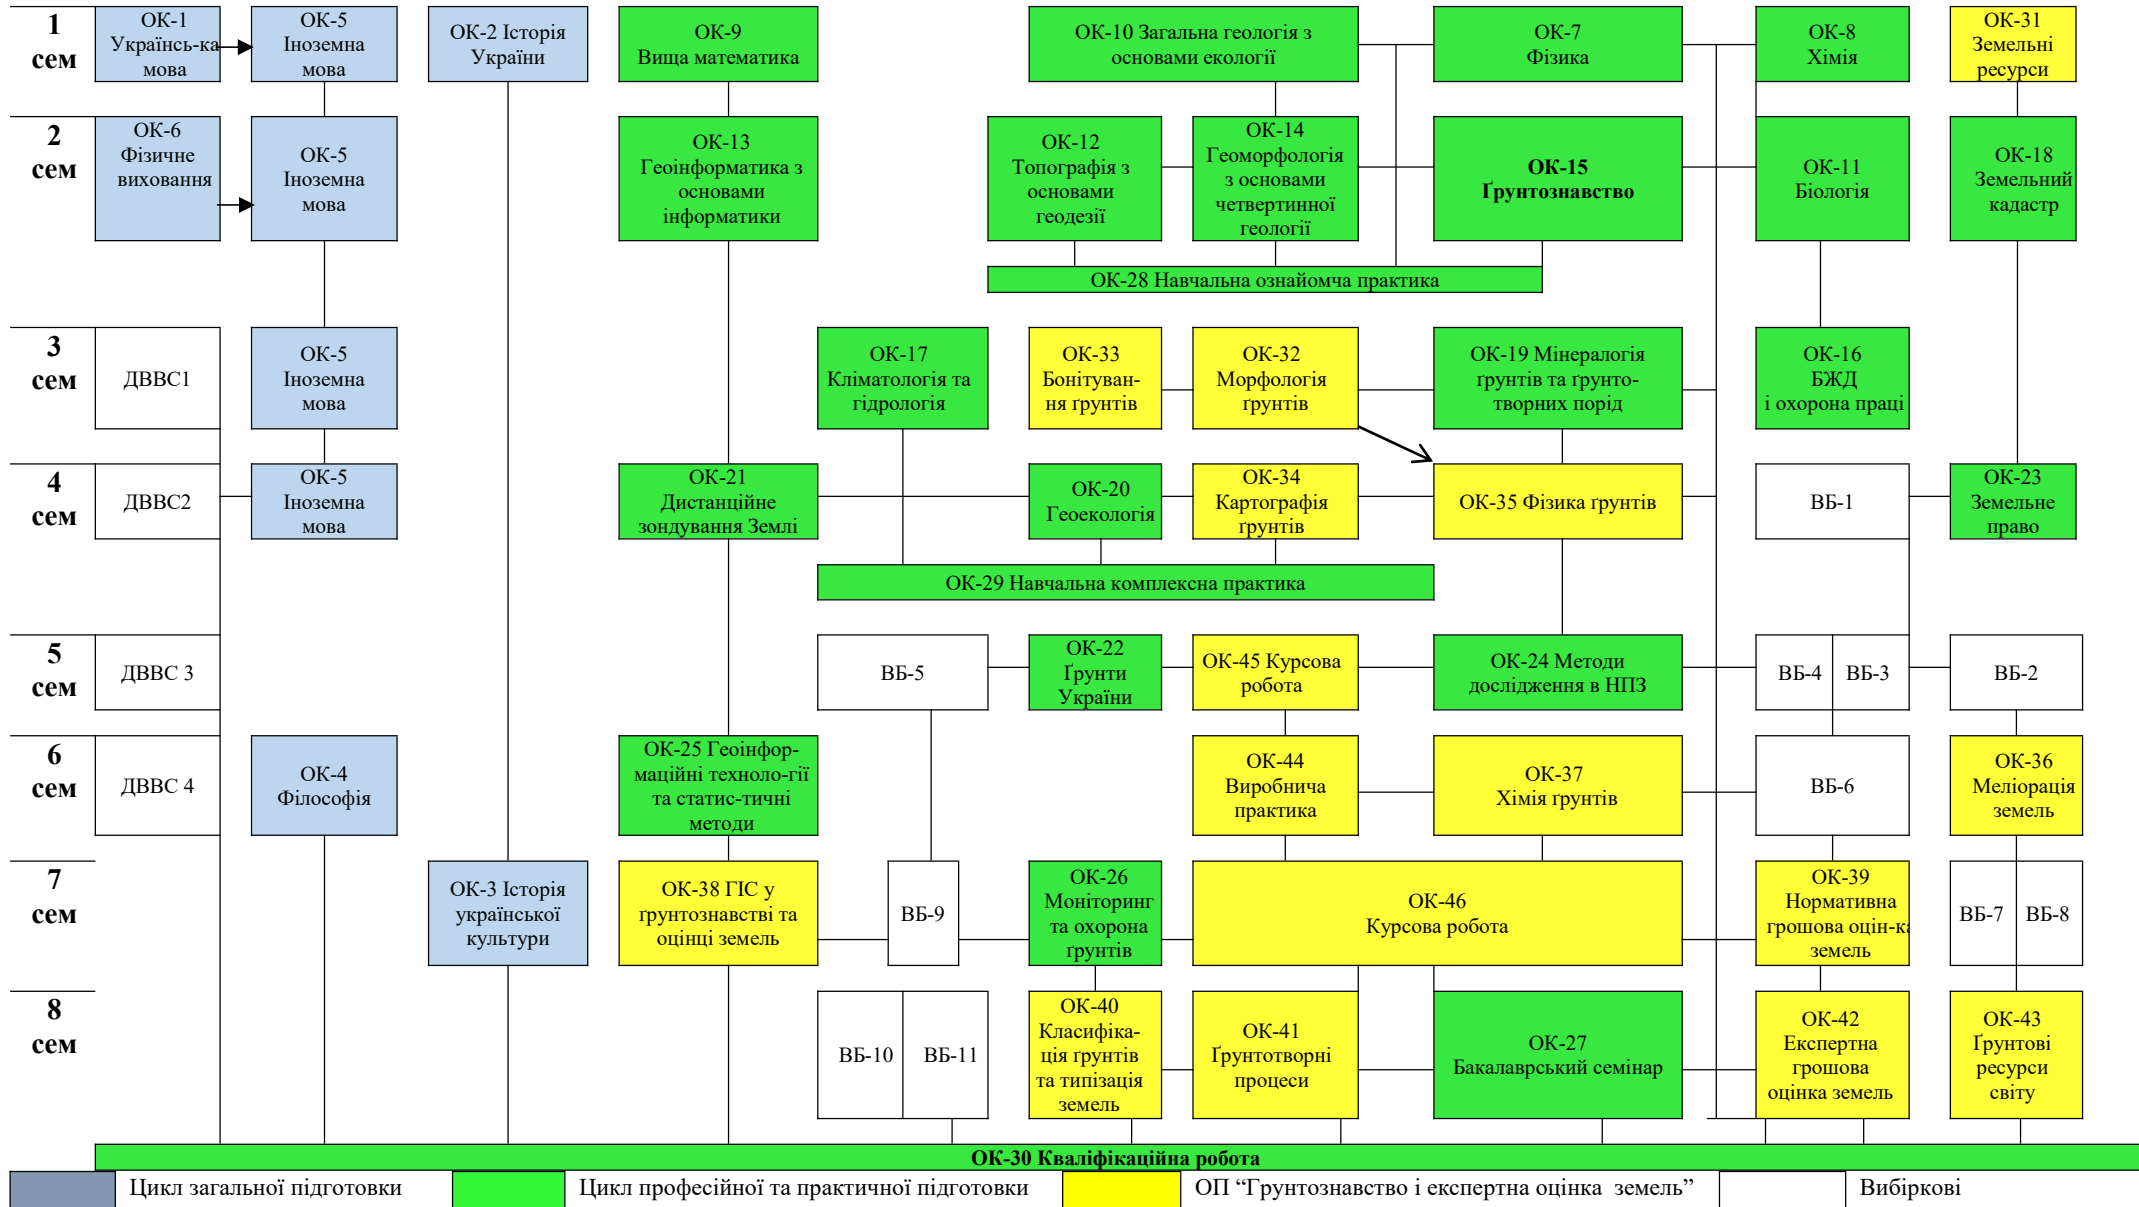 1
сем
ОК-1
Українсь-ка
мова
ОК-5
Іноземна
мова
ОК-2 Історія
України
ОК-9
Вища математика
ОК-10 Загальна геологія з
основами екології
ОК-7
Фізика
ОК-8
Хімія
ОК-31
Земельні
ресурси
2
сем
ОК-6
Фізичне
виховання
ОК-5
Іноземна
мова
ОК-13
Геоінформатика з
основами
інформатики
ОК-12
Топографія з
основами
геодезії
ОК-14
Геоморфологія
з основами
четвертинної
геології
ОК-15
Ґрунтознавство
ОК-11
Біологія
ОК-18
Земельний
кадастр
ОК-28 Навчальна ознайомча практика
3
сем
ДВВС1
ОК-5
Іноземна
мова
ОК-17
Кліматологія та
гідрологія
ОК-33
Бонітуван-
ня ґрунтів
ОК-32
Морфологія
ґрунтів
ОК-19 Мінералогія
ґрунтів та ґрунто-
творних порід
ОК-16
БЖД
і охорона праці
4
сем
ДВВС2
ОК-5
Іноземна
мова
ОК-21
Дистанційне
зондування Землі
ОК-20
Геоекологія
ОК-34
Картографія
ґрунтів
ОК-35 Фізика ґрунтів
ВБ-1
ОК-23
Земельне
право
ОК-29 Навчальна комплексна практика
5
сем
ДВВС 3
ВБ-5
ОК-22
Ґрунти
України
ОК-45 Курсова
робота
ОК-24 Методи
дослідження в НПЗ
ВБ-4
ВБ-3
ВБ-2
6
сем
ДВВС 4
ОК-4
Філософія
ОК-25 Геоінфор-
маційні техноло-гії
та статис-тичні
методи
ОК-44
Виробнича
практика
ОК-37
Хімія ґрунтів
ВБ-6
ОК-36
Меліорація
земель
7
сем
ОК-3 Історія
української
культури
ОК-38 ГІС у
ґрунтознавстві та
оцінці земель
ВБ-9
ОК-26
Моніторинг
та охорона
ґрунтів
ОК-46
Курсова робота
ОК-39
Нормативна
грошова оцін-ка
земель
ВБ-7
ВБ-8
8
сем
ВБ-10
ВБ-11
ОК-40
Класифіка-
ція ґрунтів
та типізація
земель
ОК-41
Ґрунтотворні
процеси
ОК-27
Бакалаврський семінар
ОК-42
Експертна
грошова
оцінка земель
ОК-43
Ґрунтові
ресурси
світу
ОК-30 Кваліфікаційна робота
Цикл загальної підготовки
Цикл професійної та практичної підготовки
ОП “Грунтознавство і експертна оцінка земель”
Вибіркові